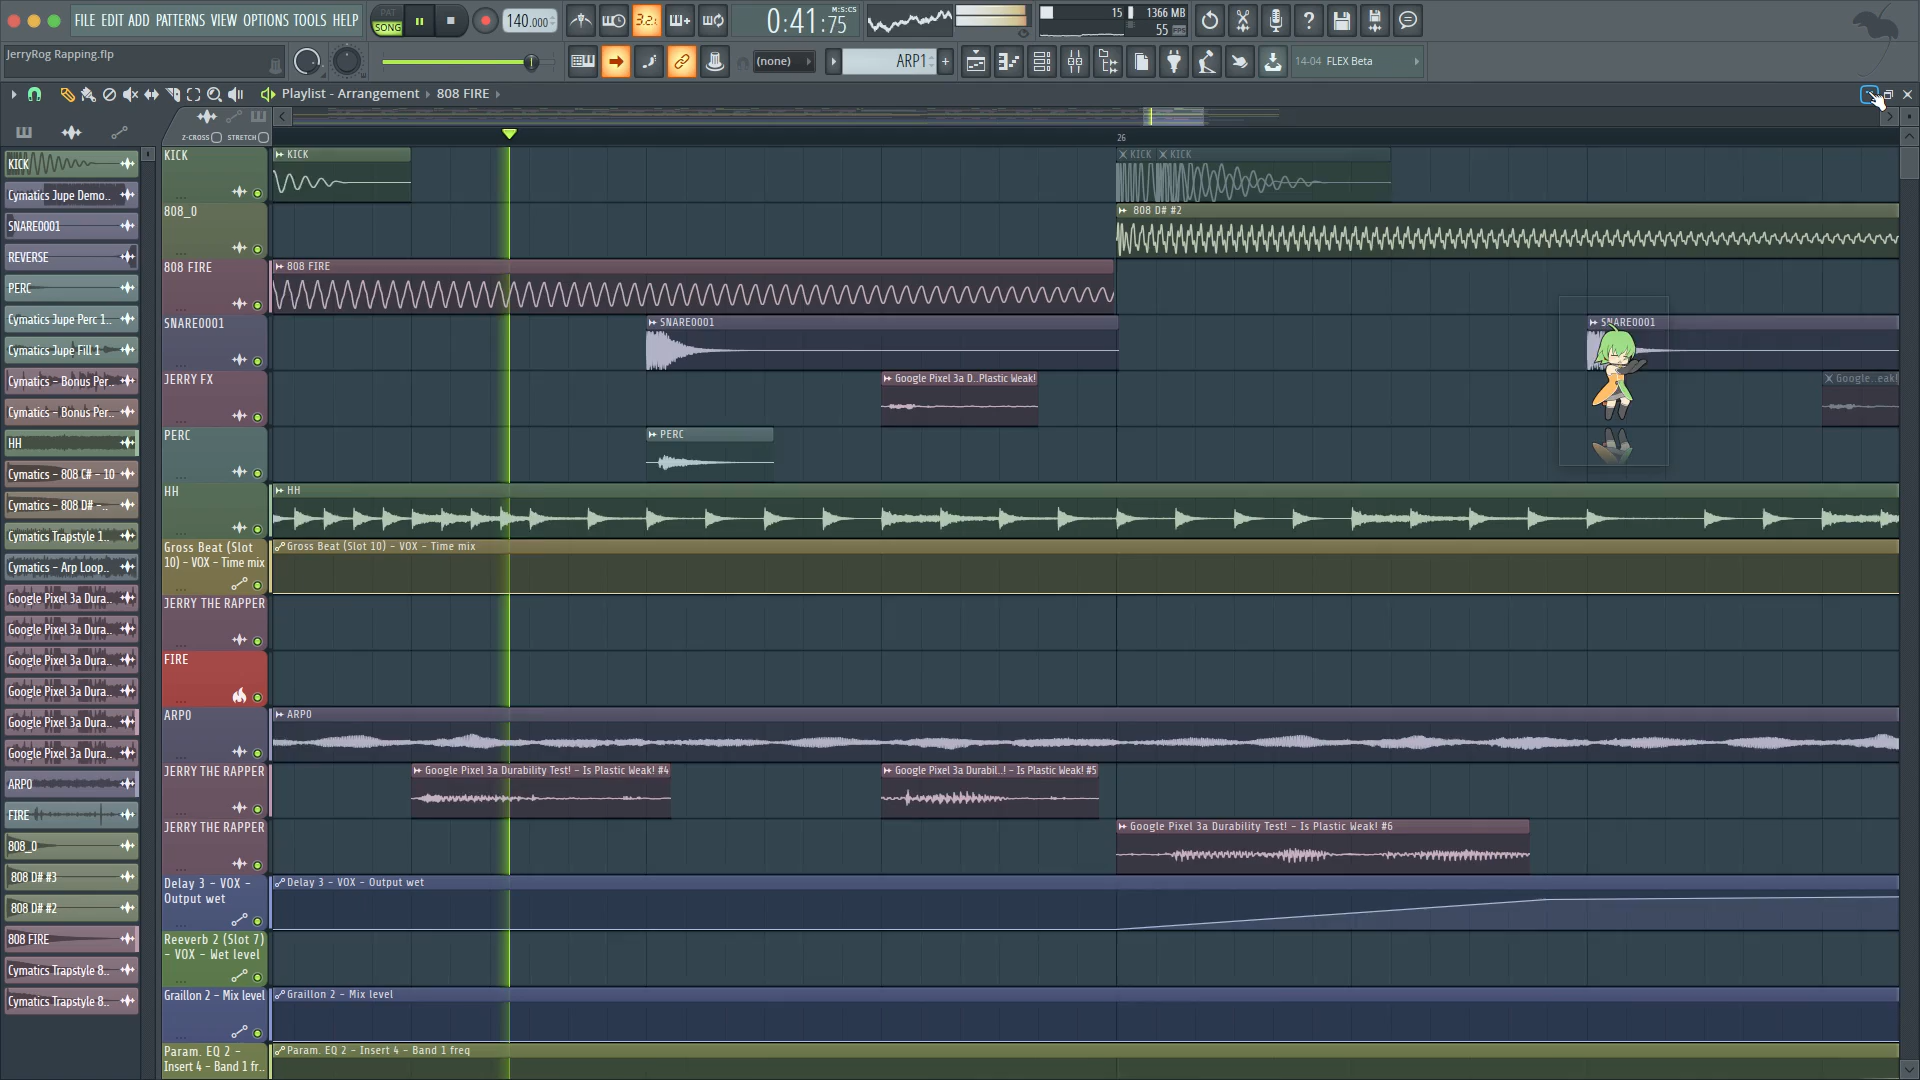 FILE EDIT ADD PATTERNS VIEW OPTIONS TOOLS HELP
PAT
SONG
140.000
3.2.
0:41:75
M:S:CS
15
1366 MB
55
JerryRog Rapping.flp
(none)
ARP1
14-04 FLEX Beta
Playlist - Arrangement › 808 FIRE ›
Z-CROSS
STRETCH
26
KICK
Cymatics Jupe Demo..
SNARE0001
REVERSE
PERC
Cymatics Jupe Perc 1..
Cymatics Jupe Fill 1
Cymatics - Bonus Per..
Cymatics - Bonus Per..
HH
Cymatics - 808 C# - 10
Cymatics - 808 D# -..
Cymatics Trapstyle 1..
Cymatics - Arp Loop..
Google Pixel 3a Dura..
Google Pixel 3a Dura..
Google Pixel 3a Dura..
Google Pixel 3a Dura..
Google Pixel 3a Dura..
Google Pixel 3a Dura..
ARPO
FIRE
808_0
808 D# #3
808 D# #2
808 FIRE
Cymatics Trapstyle 8..
Cymatics Trapstyle 8..
KICK
KICK
KICK
KICK
808_0
808 D# #2
808 FIRE
808 FIRE
SNARE0001
SNARE0001
SNARE0001
JERRY FX
Google Pixel 3a D..Plastic Weak!
Google..eak!
PERC
PERC
HH
HH
Gross Beat (Slot
10) - VOX - Time mix
Gross Beat (Slot 10) - VOX - Time mix
JERRY THE RAPPER
FIRE
ARPO
ARPO
JERRY THE RAPPER
Google Pixel 3a Durability Test! - Is Plastic Weak! #4
Google Pixel 3a Durabil..! - Is Plastic Weak! #5
JERRY THE RAPPER
Google Pixel 3a Durability Test! - Is Plastic Weak! #6
Delay 3 - VOX -
Output wet
Delay 3 - VOX - Output wet
Reeverb 2 (Slot 7)
- VOX - Wet level
Graillon 2 - Mix level
Graillon 2 - Mix level
Param. EQ 2 -
Insert 4 - Band 1 fr..
Param. EQ 2 - Insert 4 - Band 1 freq